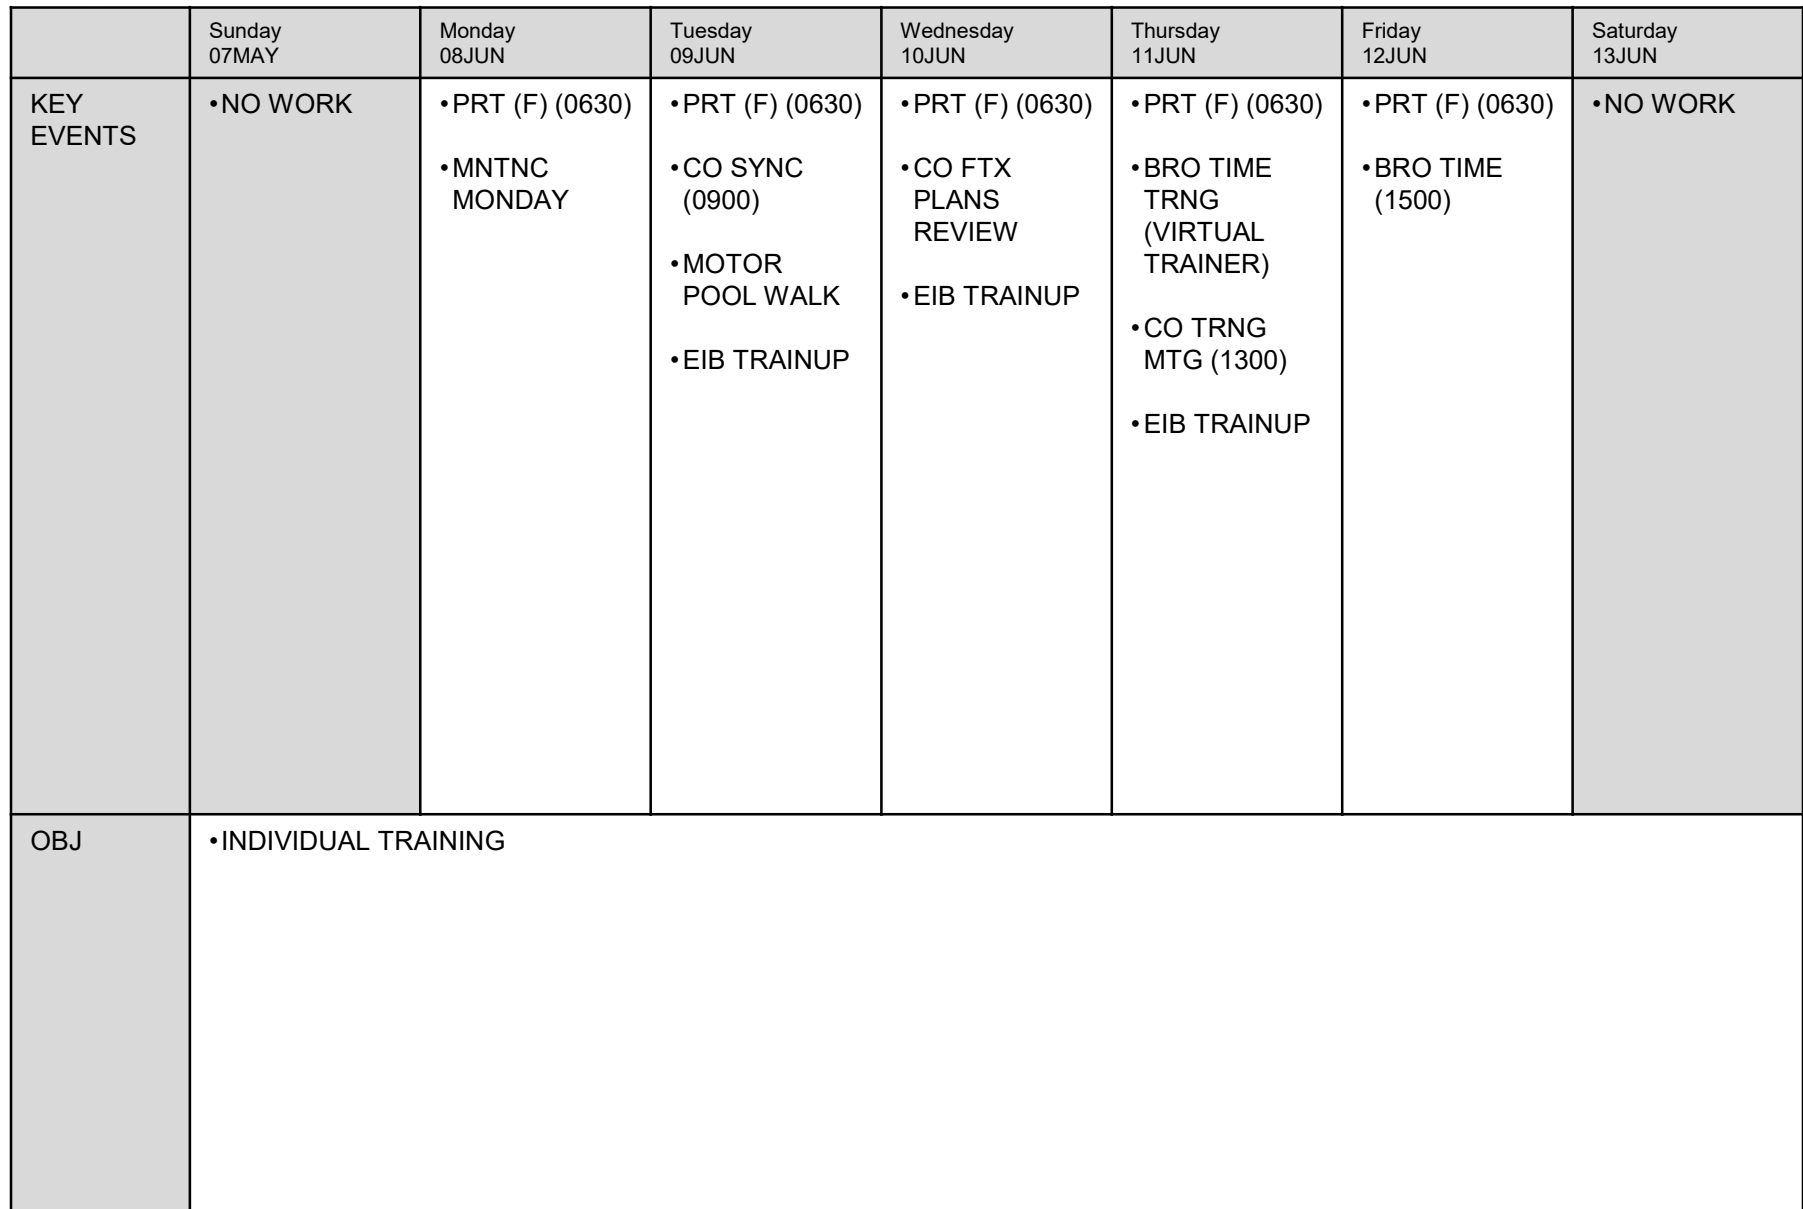 Sunday
07MAY
Monday
08JUN
Tuesday
09JUN
Wednesday
10JUN
Thursday
11JUN
Friday
12JUN
Saturday
13JUN
KEY
EVENTS
•NO WORK
•PRT (F) (0630)
•MNTNC
MONDAY
•PRT (F) (0630)
•CO SYNC
(0900)
•MOTOR
POOL WALK
•EIB TRAINUP
•PRT (F) (0630)
•CO FTX
PLANS
REVIEW
•EIB TRAINUP
•PRT (F) (0630)
•BRO TIME
TRNG
(VIRTUAL
TRAINER)
•CO TRNG
MTG (1300)
•EIB TRAINUP
•PRT (F) (0630)
•BRO TIME
(1500)
•NO WORK
OBJ
•INDIVIDUAL TRAINING